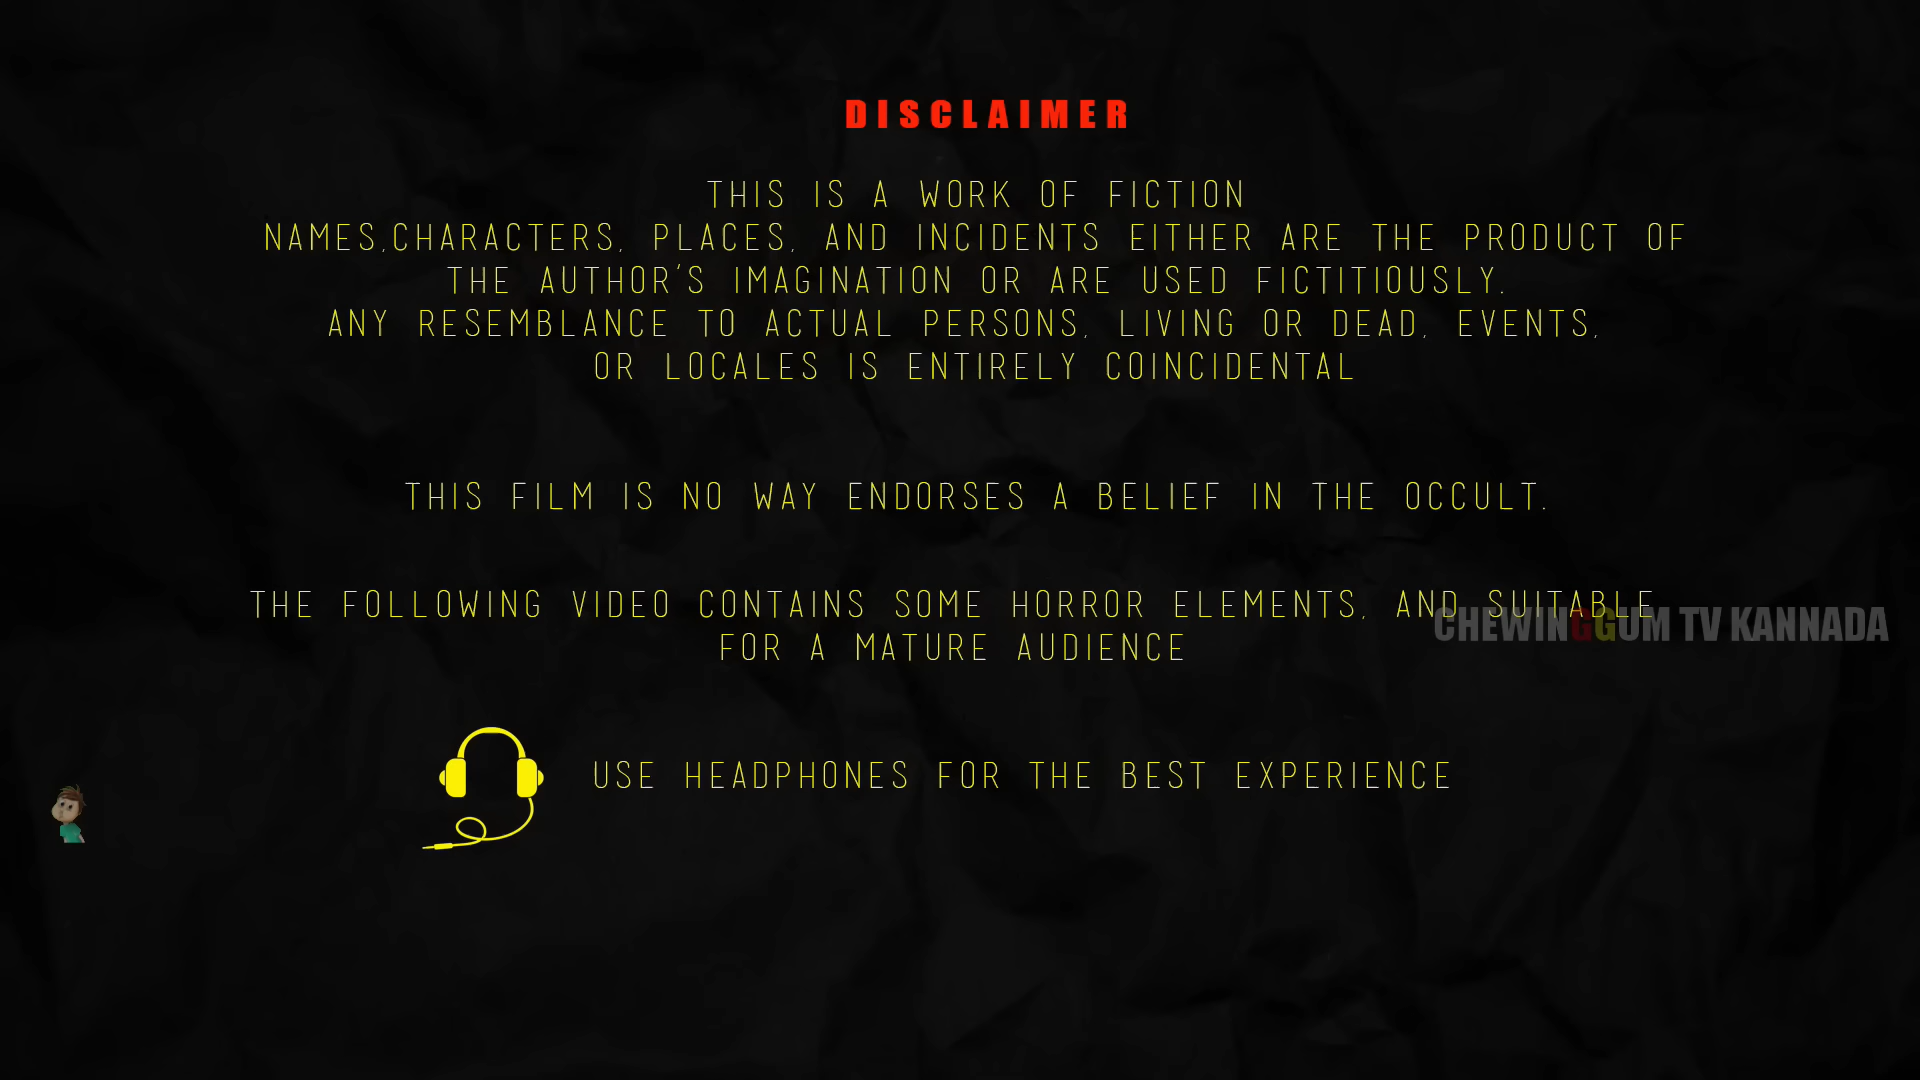 DISCLAIMER
THIS IS A WORK OF FICTION
NAMES,CHARACTERS, PLACES, AND INCIDENTS EITHER ARE THE PRODUCT OF
THE AUTHOR'S IMAGINATION OR ARE USED FICTITIOUSLY.
ANY RESEMBLANCE TO ACTUAL PERSONS, LIVING OR DEAD, EVENTS,
OR LOCALES IS ENTIRELY COINCIDENTAL
THIS FILM IS NO WAY ENDORSES A BELIEF IN THE OCCULT.
THE FOLLOWING VIDEO CONTAINS SOME HORROR ELEMENTS, AND SUITABLE
FOR A MATURE AUDIENCE
CHEWINGGUM TV KANNADA
USE HEADPHONES FOR THE BEST EXPERIENCE